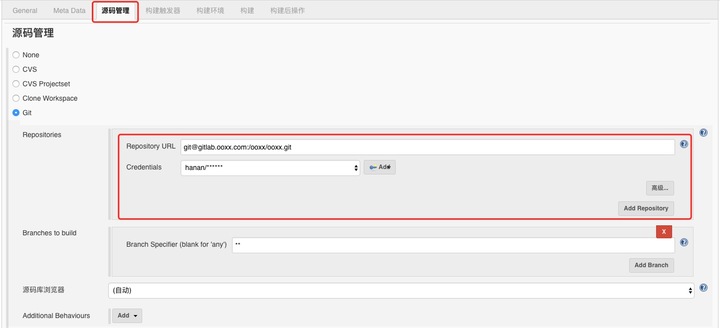 General Meta Data 源码管理 构建触发器 构建环境 构建 构建后操作
源码管理
None
CVS
CVS Projectset
Clone Workspace
Git
Repositories
Repository URL git@gitlab.ooxx.com:/ooxx/ooxx.git
Credentials hanan/****** Add
高级...
Add Repository
Branches to build
X
Branch Specifier (blank for 'any') **
Add Branch
源码库浏览器 (自动)
Additional Behaviours Add